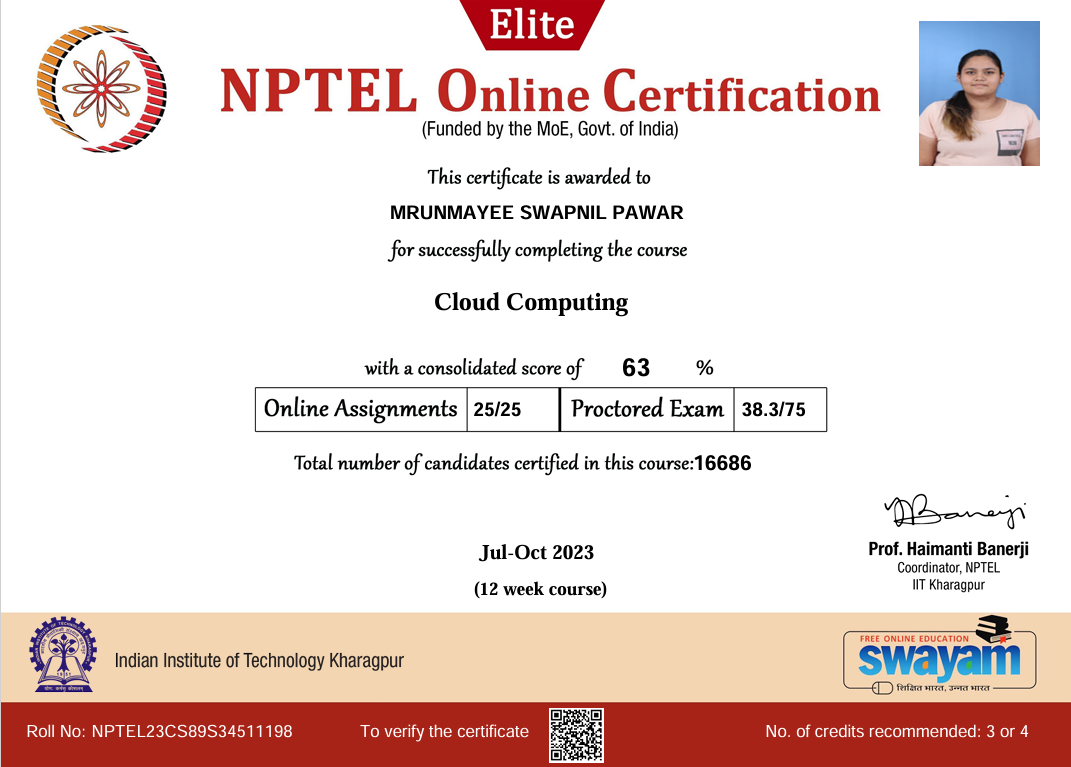 Elite
NPTEL Online Certification
(Funded by the MoE, Govt. of India)
This certificate is awarded to
MRUNMAYEE SWAPNIL PAWAR
for successfully completing the course
Cloud Computing
with a consolidated score of 63 %
Online Assignments 25/25 Proctored Exam 38.3/75
Total number of candidates certified in this course:16686
Jul-Oct 2023
(12 week course)
Prof. Haimanti Banerji
Coordinator, NPTEL
IIT Kharagpur
Indian Institute of Technology Kharagpur
FREE ONLINE EDUCATION
swayam
शिक्षित भारत, उन्नत भारत
Roll No: NPTEL23CS89S34511198
To verify the certificate
No. of credits recommended: 3 or 4